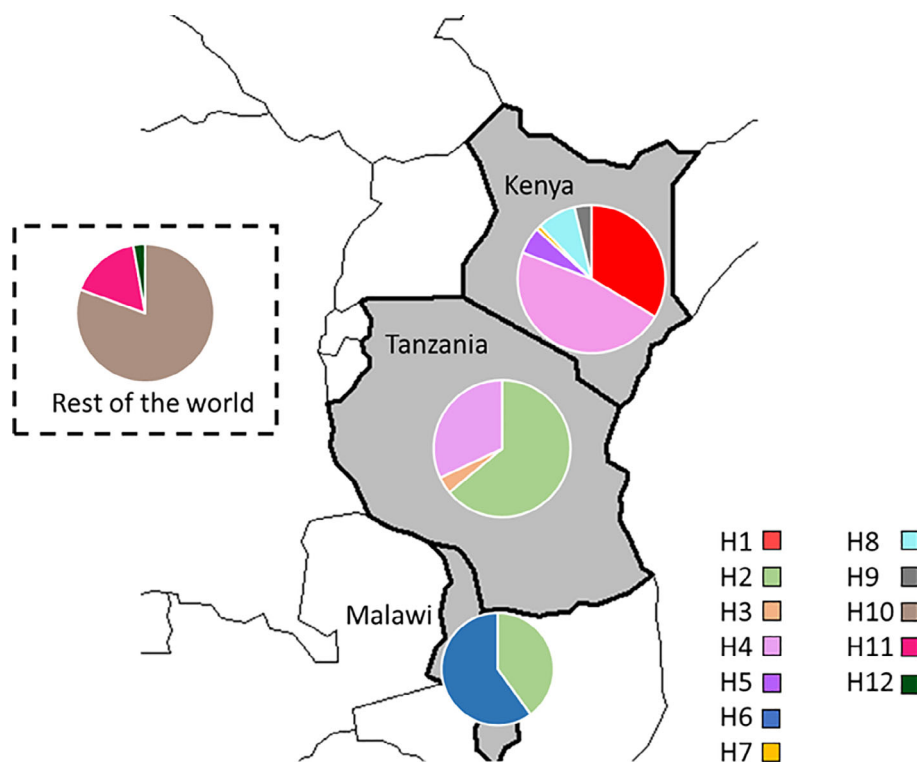 Kenya
Tanzania
Rest of the world
Malawi
H1
H2
H3
H4
H5
H6
H7
H8
H9
H10
H11
H12